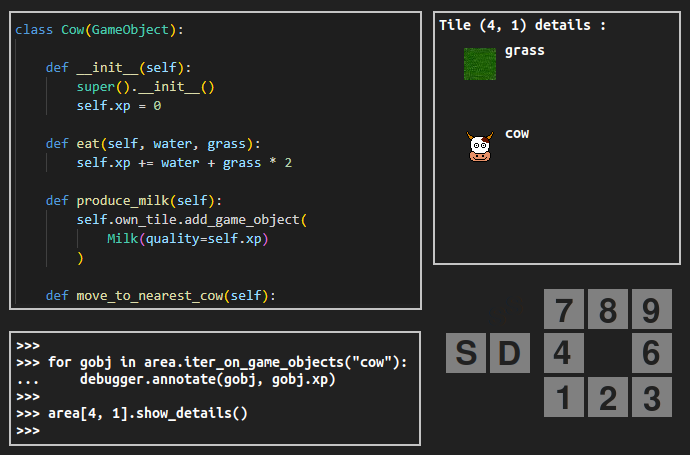 class Cow(GameObject):
def __init__(self):
super().__init__()
self.xp = 0
def eat(self, water, grass):
self.xp += water + grass * 2
def produce_milk(self):
self.own_tile.add_game_object(
Milk(quality=self.xp)
)
def move_to_nearest_cow(self):
Tile (4, 1) details :
grass
cow
>>>
>>> for gobj in area.iter_on_game_objects("cow"):
...     debugger.annotate(gobj, gobj.xp)
>>>
>>> area[4, 1].show_details()
>>>
7 8 9
S D 4 6
1 2 3